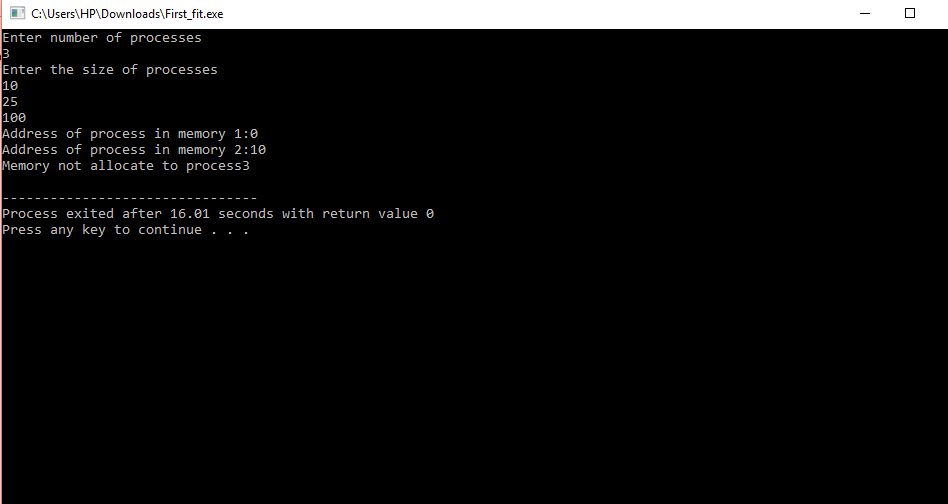 C:\Users\HP\Downloads\First_fit.exe
Enter number of processes
3
Enter the size of processes
10
25
100
Address of process in memory 1:0
Address of process in memory 2:10
Memory not allocate to process3
--------------------------------
Process exited after 16.01 seconds with return value 0
Press any key to continue . . .